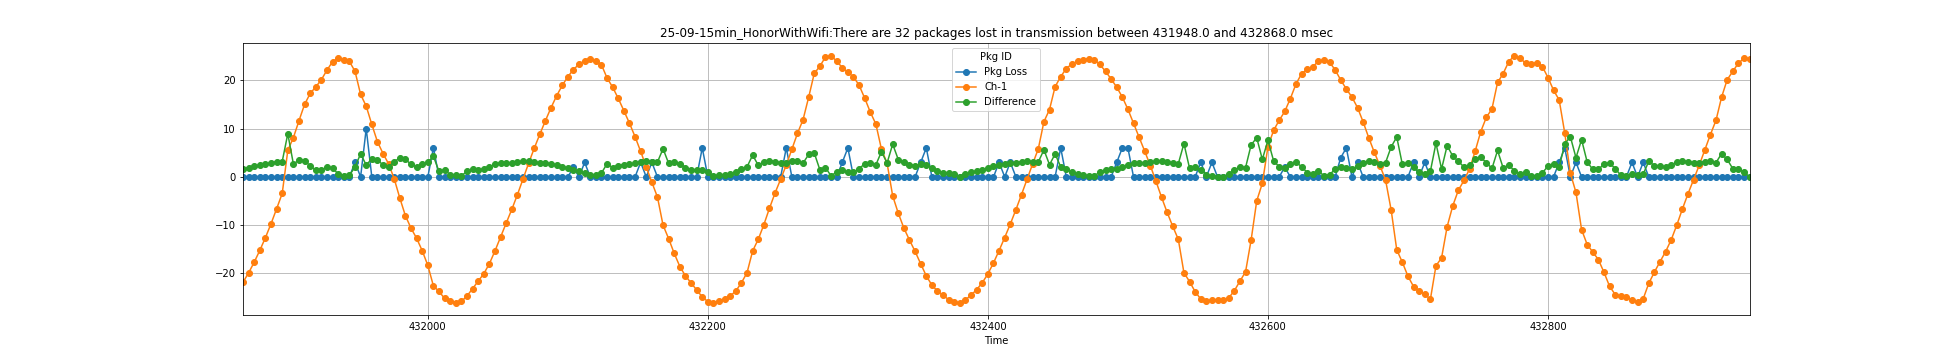 25-09-15min_HonorWithWifi:There are 32 packages lost in transmission between 431948.0 and 432868.0 msec
Pkg ID
Pkg Loss
Ch-1
Difference
20
10
0
−10
−20
432000 432200 432400 432600 432800
Time